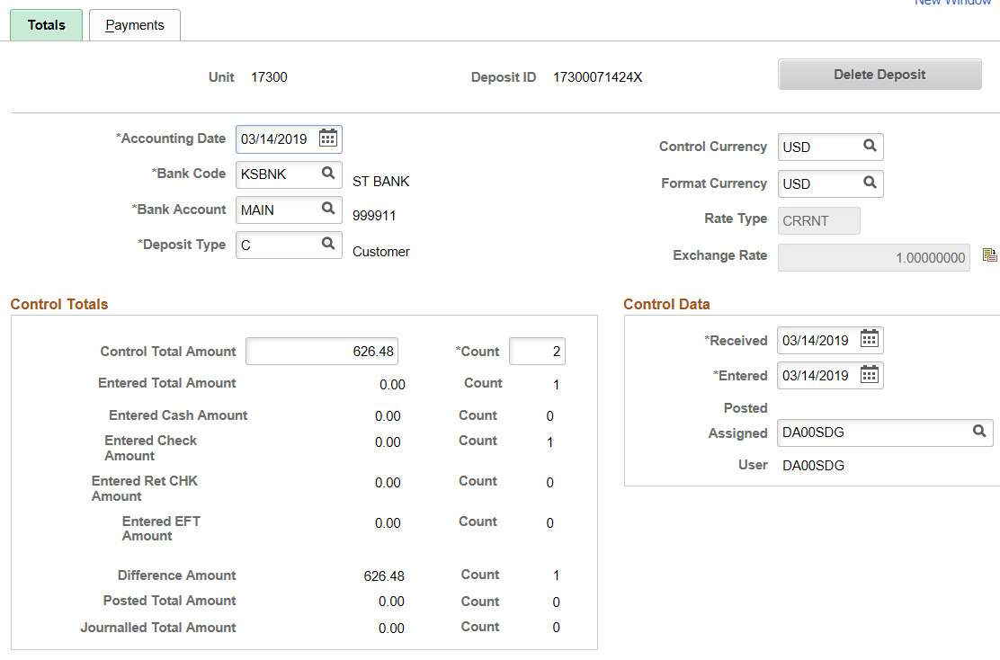 New Window
Totals Payments
Unit 17300 Deposit ID 17300071424X Delete Deposit
*Accounting Date 03/14/2019
*Bank Code KSBNK ST BANK
*Bank Account MAIN 999911
*Deposit Type C Customer
Control Currency USD
Format Currency USD
Rate Type CRRNT
Exchange Rate 1.00000000
Control Totals
Control Total Amount 626.48 *Count 2
Entered Total Amount 0.00 Count 1
Entered Cash Amount 0.00 Count 0
Entered Check
Amount 0.00 Count 1
Entered Ret CHK
Amount 0.00 Count 0
Entered EFT
Amount 0.00 Count 0
Difference Amount 626.48 Count 1
Posted Total Amount 0.00 Count 0
Journalled Total Amount 0.00 Count 0
Control Data
*Received 03/14/2019
*Entered 03/14/2019
Posted
Assigned DA00SDG
User DA00SDG